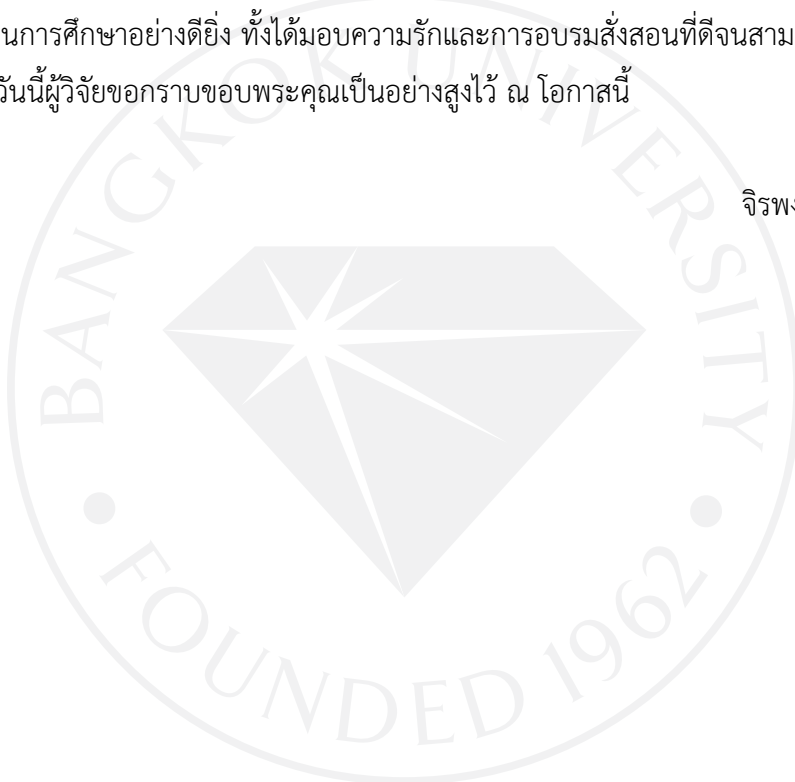 นการศึกษาอย่างดียิ่ง ทั้งได้มอบความรักและการอบรมสั่งสอนที่ดีจนสาม
วันนี้ผู้วิจัยขอกราบขอบพระคุณเป็นอย่างสูงไว้ ณ โอกาสนี้
จิรพง
BANGKOK UNIVERSITY
• FOUNDED 1962 •